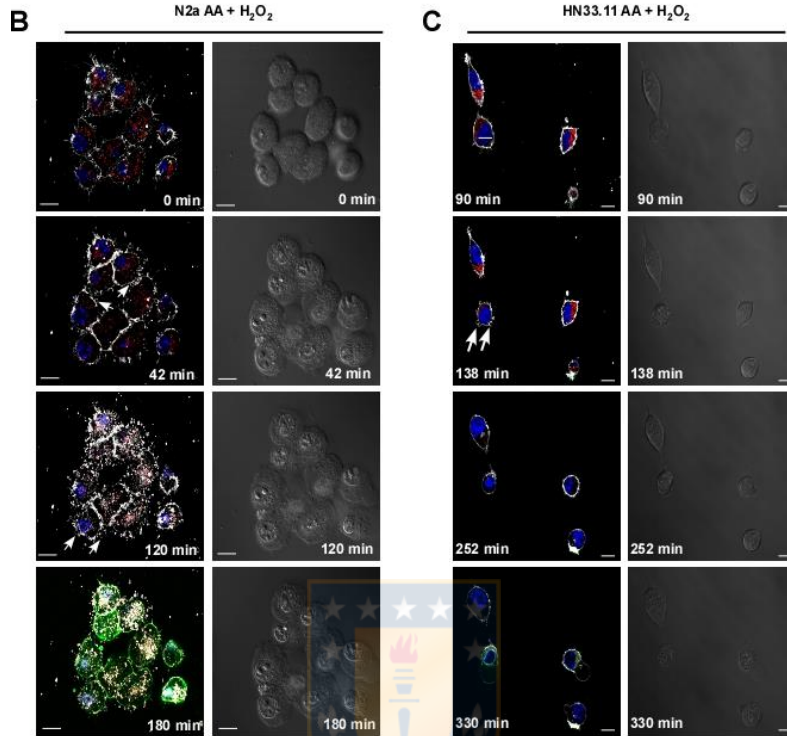 B
N2a AA + H₂O₂
0 min
0 min
42 min
42 min
120 min
120 min
180 min
180 min
C
HN33.11 AA + H₂O₂
90 min
90 min
138 min
138 min
252 min
252 min
330 min
330 min